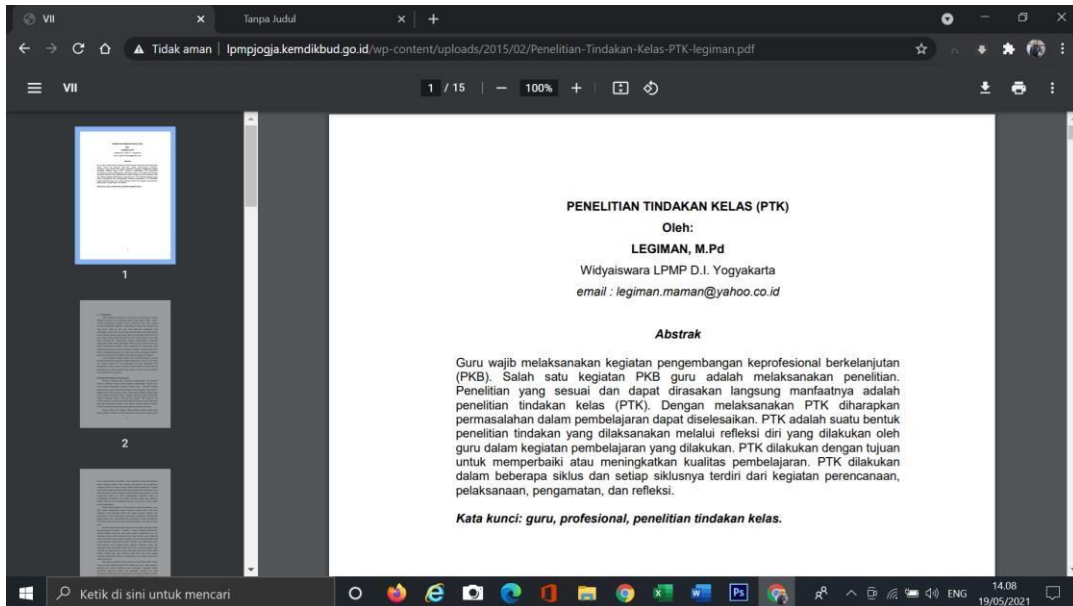 VII
Tanpa Judul
Tidak aman | lpmpjogja.kemdikbud.go.id/wp-content/uploads/2015/02/Penelitian-Tindakan-Kelas-PTK-legiman.pdf
VII
1 / 15
100%
1
2
PENELITIAN TINDAKAN KELAS (PTK)
Oleh:
LEGIMAN, M.Pd
Widyaiswara LPMP D.I. Yogyakarta
email : legiman.maman@yahoo.co.id
Abstrak
Guru wajib melaksanakan kegiatan pengembangan keprofesional berkelanjutan
(PKB). Salah satu kegiatan PKB guru adalah melaksanakan penelitian.
Penelitian yang sesuai dan dapat dirasakan langsung manfaatnya adalah
penelitian tindakan kelas (PTK). Dengan melaksanakan PTK diharapkan
permasalahan dalam pembelajaran dapat diselesaikan. PTK adalah suatu bentuk
penelitian tindakan yang dilaksanakan melalui refleksi diri yang dilakukan oleh
guru dalam kegiatan pembelajaran yang dilakukan. PTK dilakukan dengan tujuan
untuk memperbaiki atau meningkatkan kualitas pembelajaran. PTK dilakukan
dalam beberapa siklus dan setiap siklusnya terdiri dari kegiatan perencanaan,
pelaksanaan, pengamatan, dan refleksi.
Kata kunci: guru, profesional, penelitian tindakan kelas.
Ketik di sini untuk mencari
Ps
ENG
14.08
19/05/2021